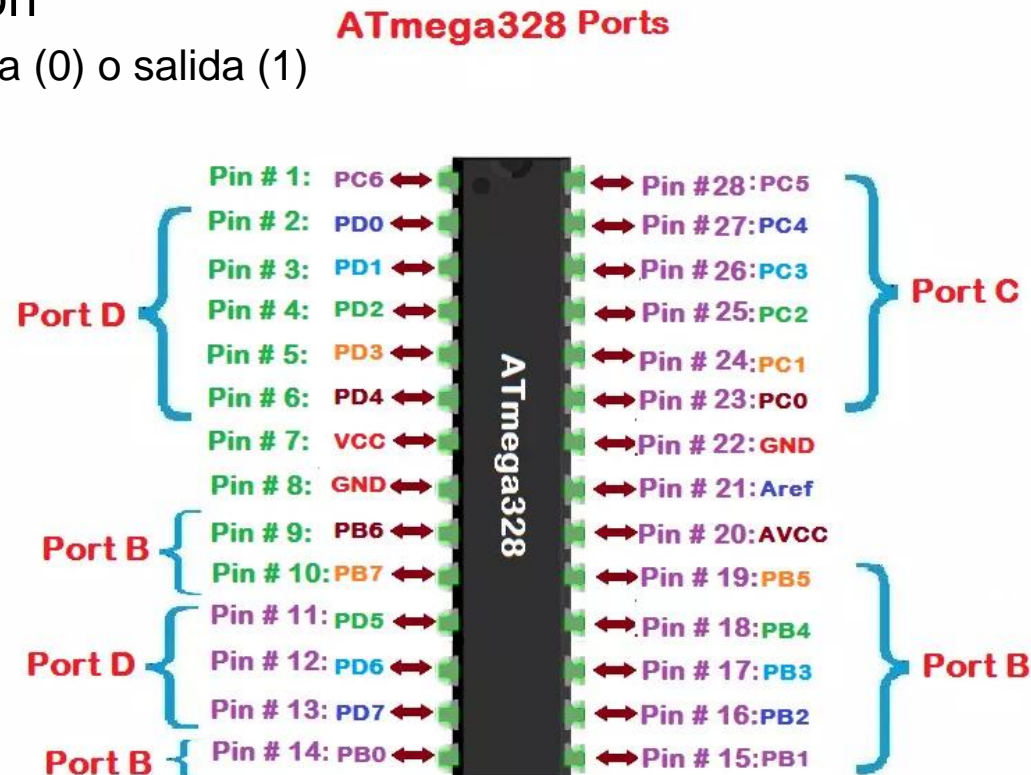 ATmega328 Ports
a (0) o salida (1)
Pin # 1: PC6
Pin # 2: PD0
Pin # 3: PD1
Pin # 4: PD2
Pin # 5: PD3
Pin # 6: PD4
Pin # 7: VCC
Pin # 8: GND
Pin # 9: PB6
Pin # 10: PB7
Pin # 11: PD5
Pin # 12: PD6
Pin # 13: PD7
Pin # 14: PB0
Port D
Port B
Port D
Port B
ATmega328
Pin #28:PC5
Pin #27:PC4
Pin # 26:PC3
Pin # 25:PC2
Pin # 24:PC1
Pin # 23:PC0
Pin # 22:GND
Pin # 21:Aref
Pin # 20:AVCC
Pin # 19:PB5
Pin # 18:PB4
Pin # 17:PB3
Pin # 16:PB2
Pin # 15:PB1
Port C
Port B